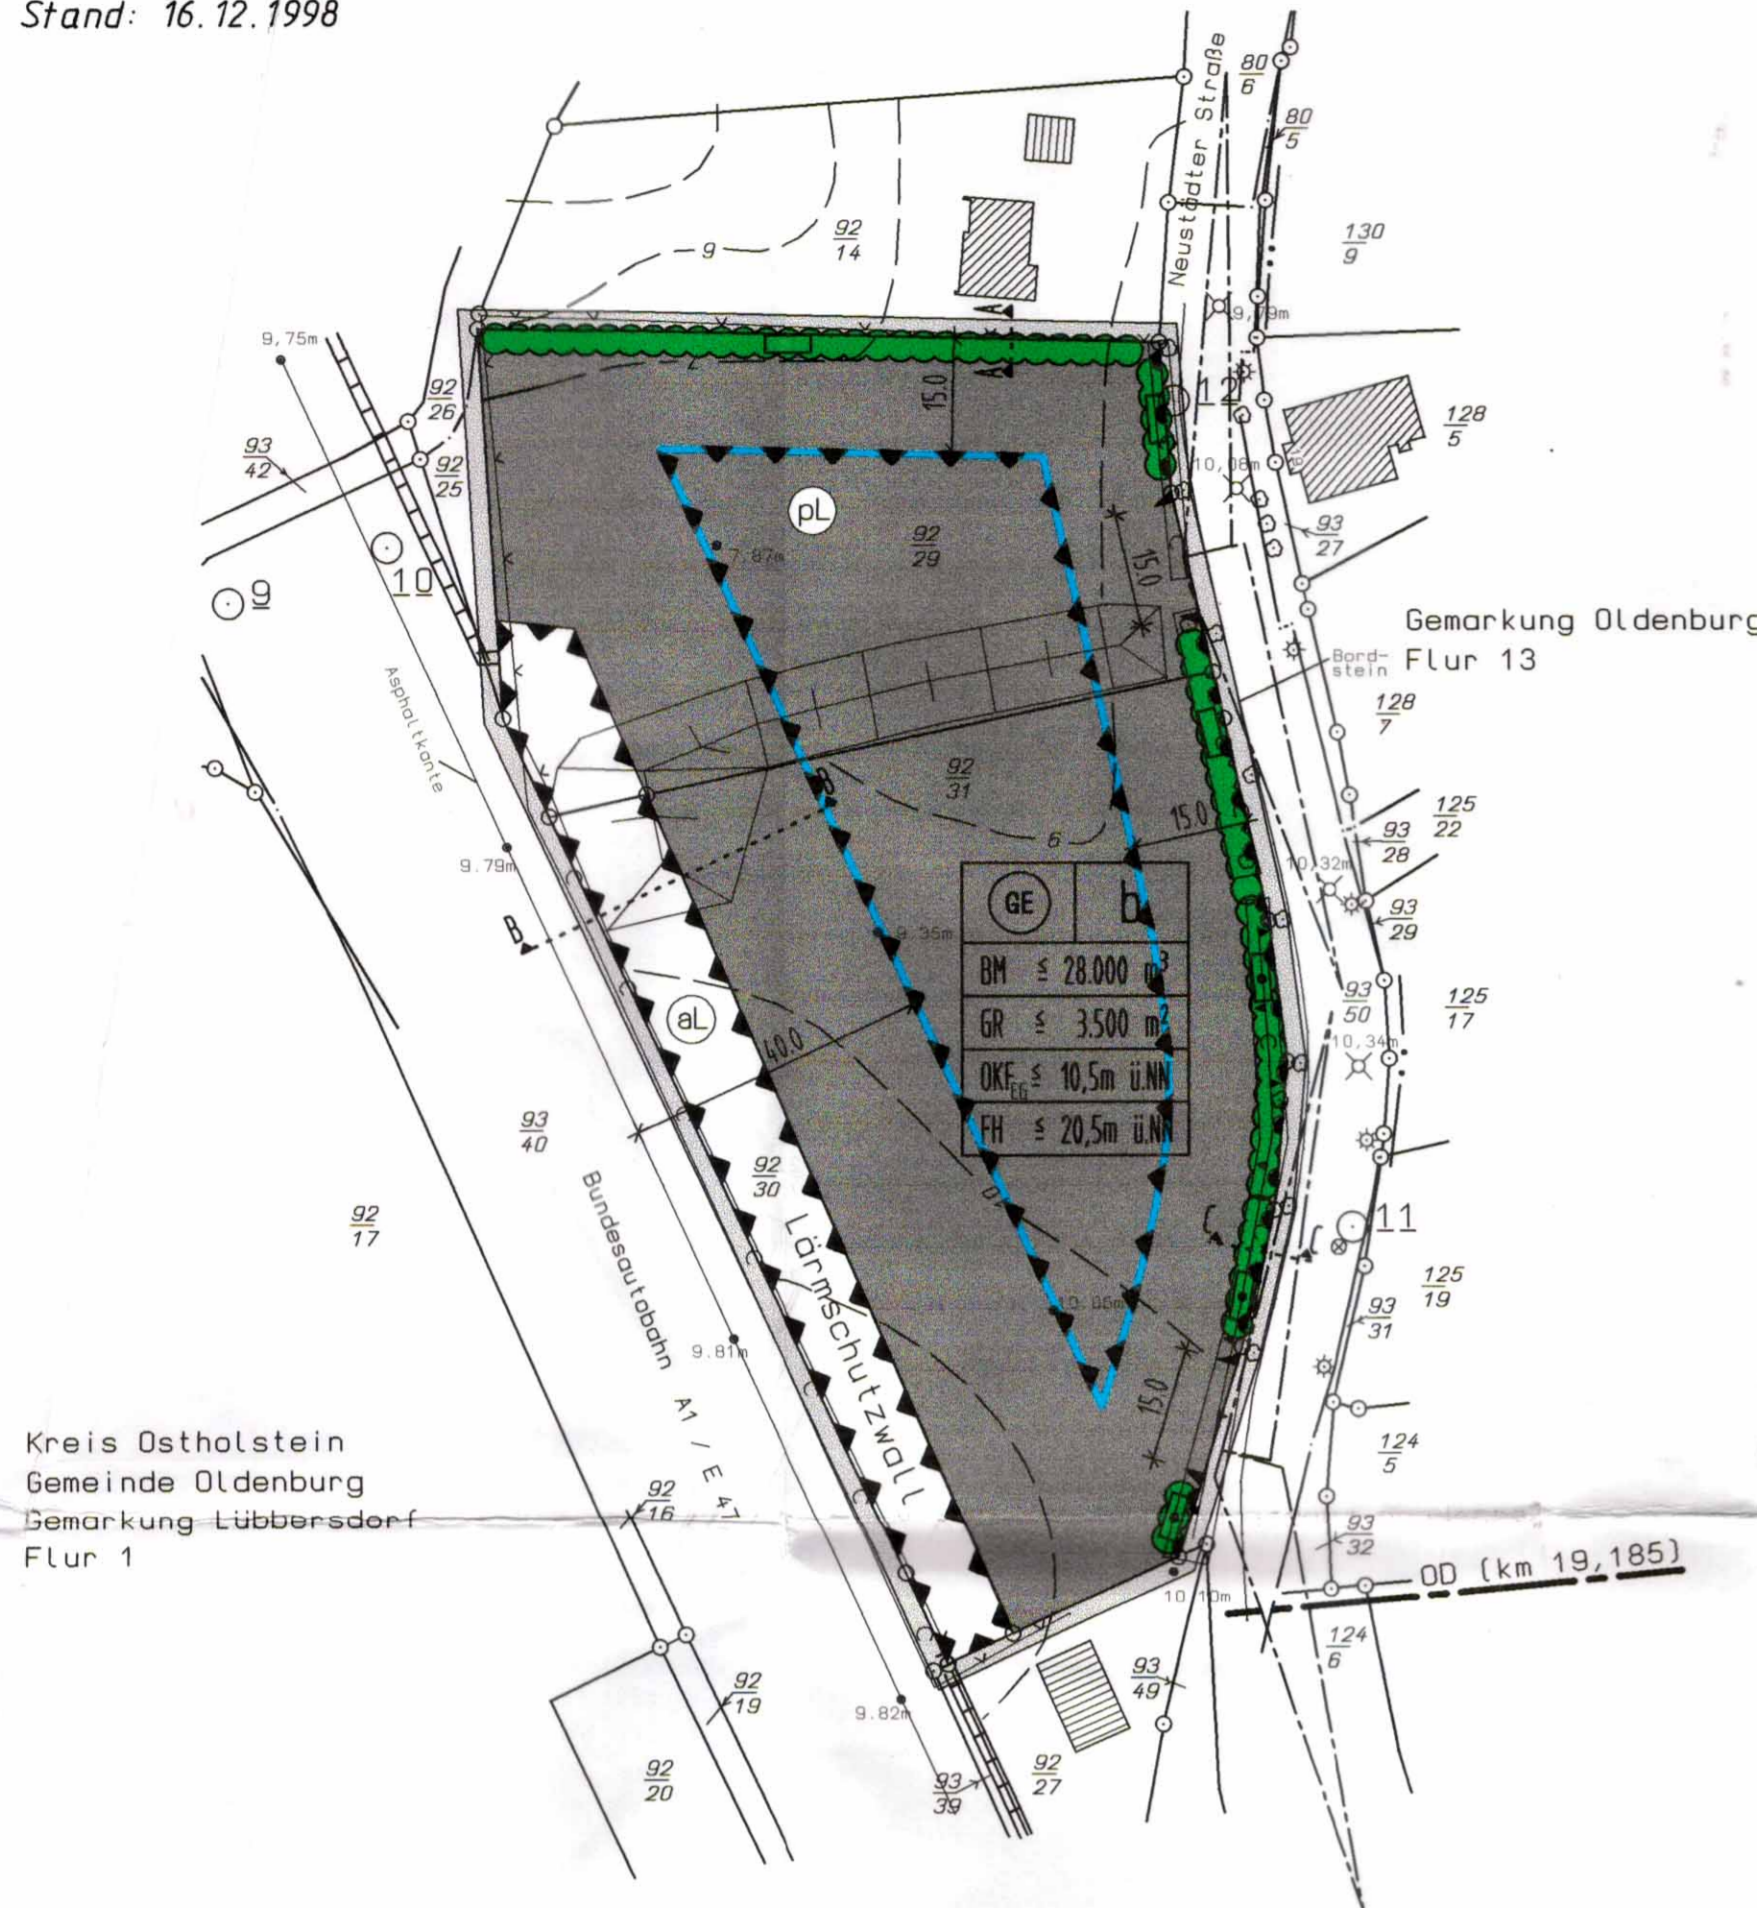 Stand: 16.12.1998
Neustädter Straße
80
6
80
5
130
9
92
14
9
9,79m
9,75m
A
A
15.0
12
92
26
93
42
92
25
128
5
10,08m
93
27
pL
92
29
7.87m
15.0
9
10
Gemarkung Oldenburg
Flur 13
Bord-
stein
Asphaltkante
128
7
92
31
B
15.0
9
125
22
93
28
10,32m
9.79m
GE
b
93
29
B
9.35m
BM ≤ 28.000 m³
93
50
125
17
aL
GR ≤ 3.500 m²
10,34m
40.0
OKF EG ≤ 10,5m ü.NN
93
40
FH ≤ 20,5m ü.NN
92
30
Bundesautobahn A1 / E 47
Lärmschutzwall
92
17
C
C
11
125
19
10.06m
93
31
9.81m
15.0
Kreis Ostholstein
Gemeinde Oldenburg
Gemarkung Lübbersdorf
Flur 1
124
5
92
16
93
32
OD (km 19,185)
10.10m
124
6
92
19
93
49
9.82m
92
20
93
39
92
27